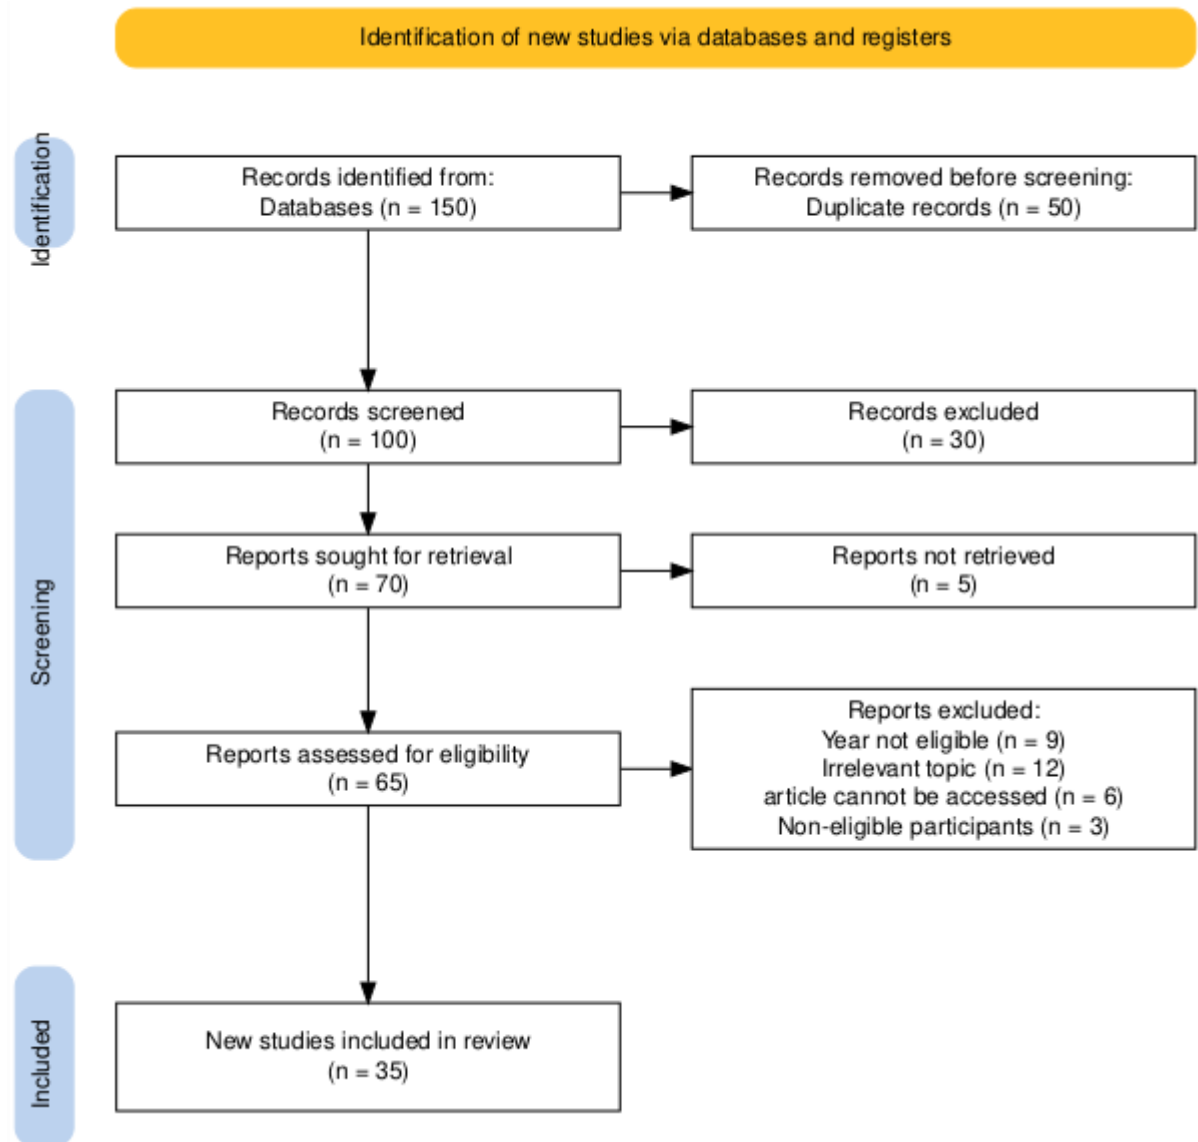 Identification of new studies via databases and registers
Identification
Records identified from:
Databases (n = 150)
Records removed before screening:
Duplicate records (n = 50)
Screening
Records screened
(n = 100)
Records excluded
(n = 30)
Reports sought for retrieval
(n = 70)
Reports not retrieved
(n = 5)
Reports assessed for eligibility
(n = 65)
Reports excluded:
Year not eligible (n = 9)
Irrelevant topic (n = 12)
article cannot be accessed (n = 6)
Non-eligible participants (n = 3)
Included
New studies included in review
(n = 35)